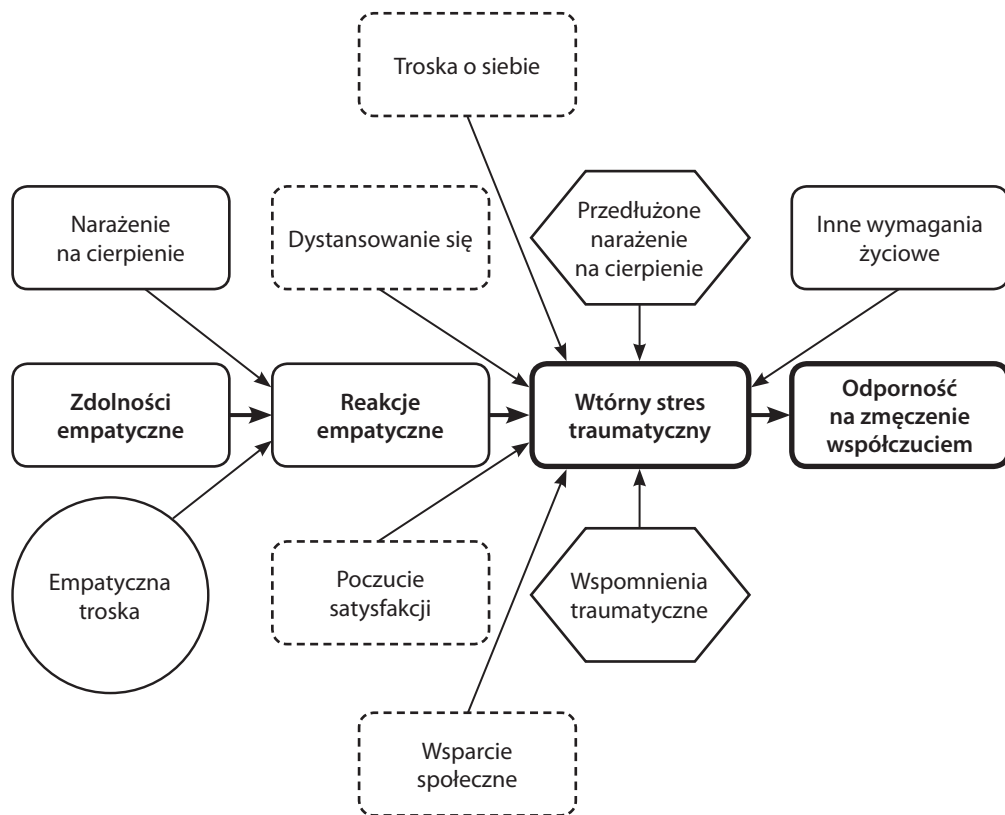 Troska o siebie
Narażenie
na cierpienie
Dystansowanie się
Przedłużone
narażenie
na cierpienie
Inne wymagania
życiowe
Zdolności
empatyczne
Reakcje
empatyczne
Wtórny stres
traumatyczny
Odporność
na zmęczenie
współczuciem
Empatyczna
troska
Poczucie
satysfakcji
Wspomnienia
traumatyczne
Wsparcie
społeczne